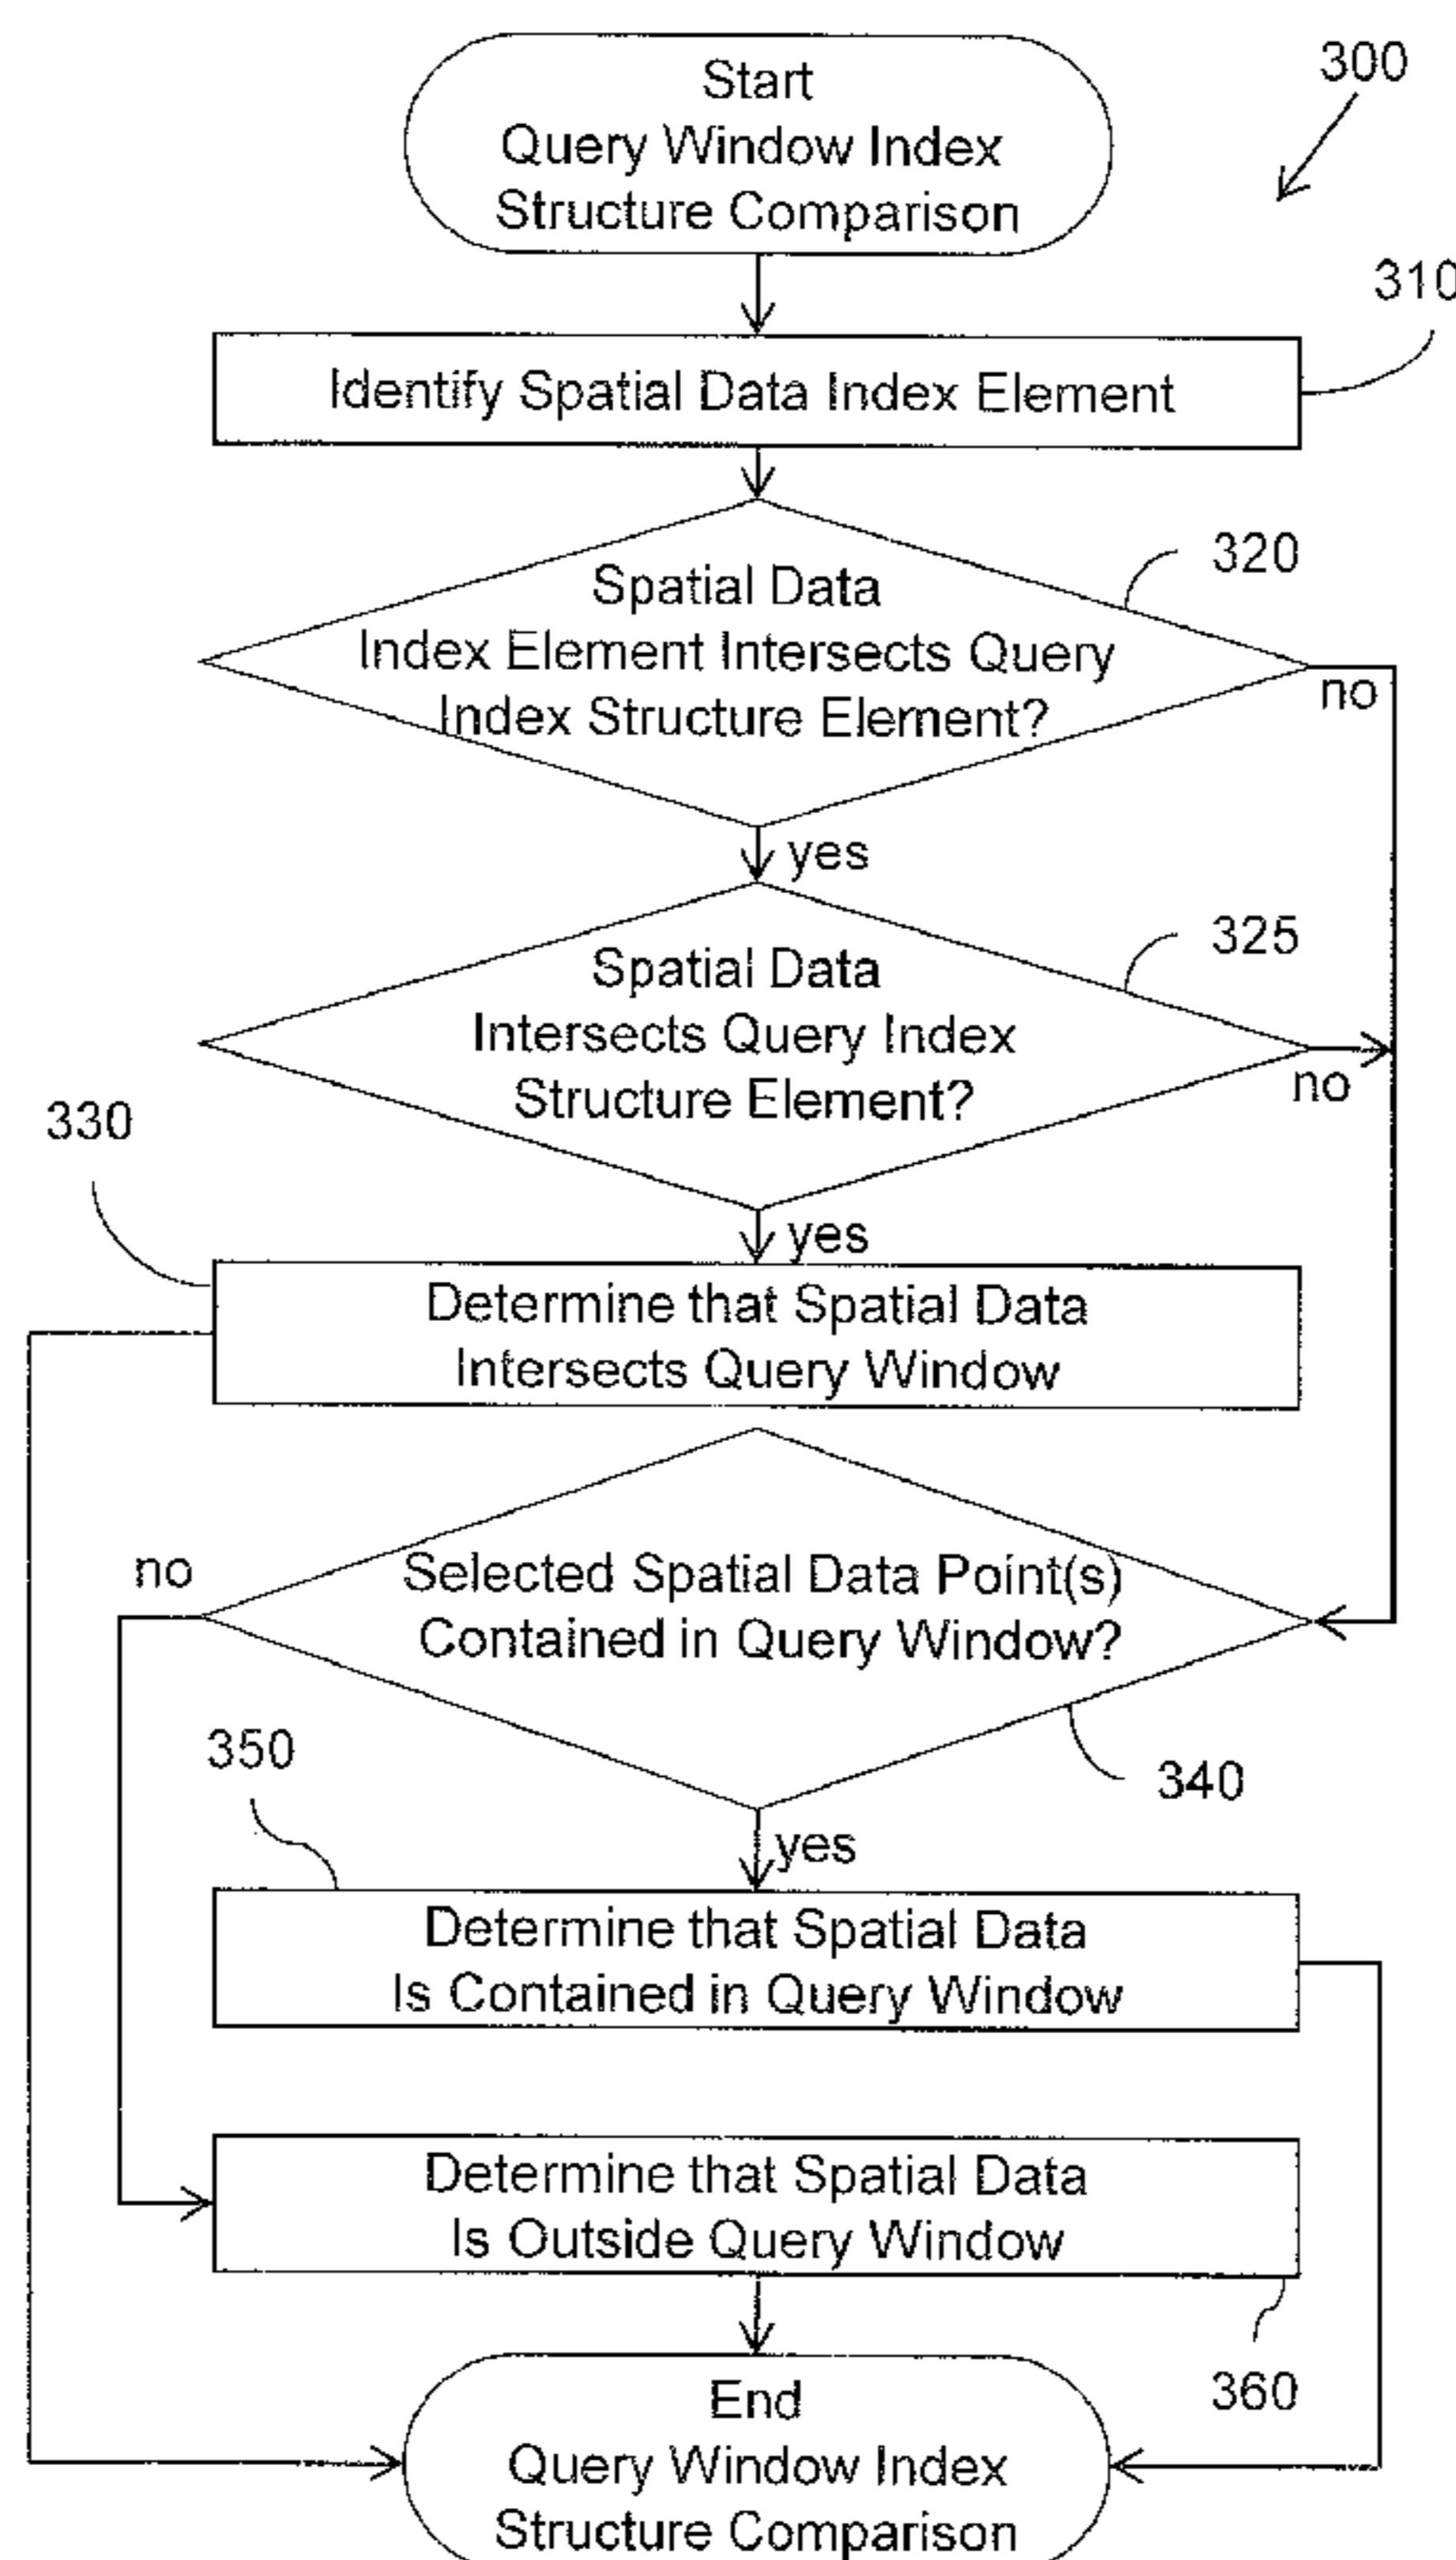 Start
Query Window Index
Structure Comparison
300
310
Identify Spatial Data Index Element
320
Spatial Data
Index Element Intersects Query
Index Structure Element?
no
yes
325
Spatial Data
Intersects Query Index
Structure Element?
no
330
yes
Determine that Spatial Data
Intersects Query Window
no
Selected Spatial Data Point(s)
Contained in Query Window?
350
340
yes
Determine that Spatial Data
Is Contained in Query Window
Determine that Spatial Data
Is Outside Query Window
360
End
Query Window Index
Structure Comparison